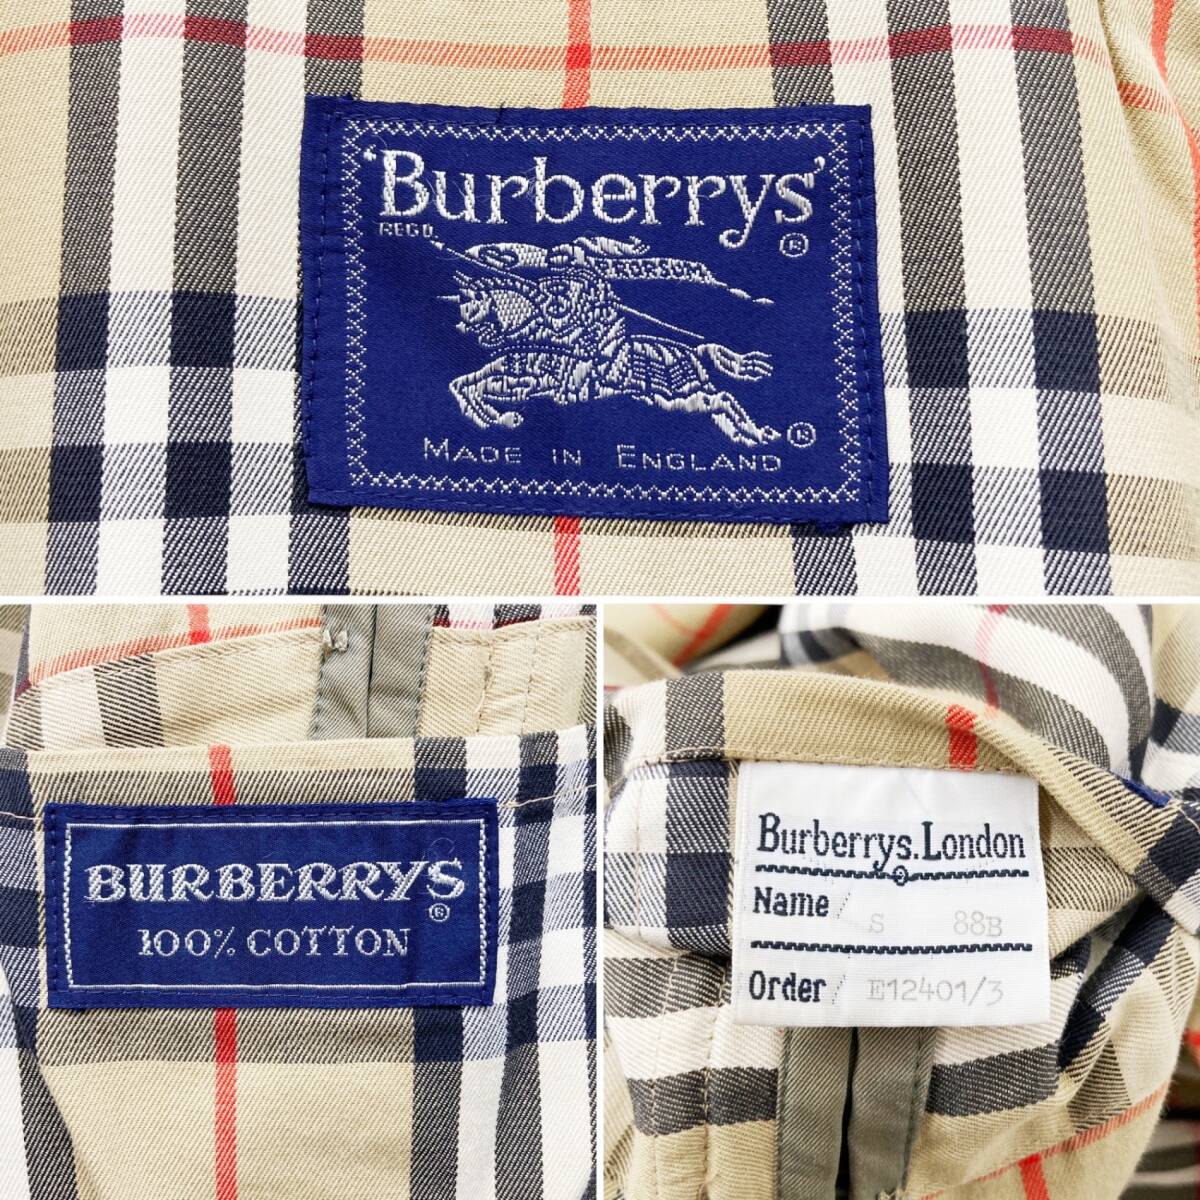 'Burberrys'
REGD.
®
PRORSUM
®
MADE IN ENGLAND
BURBERRYS
®
100% COTTON
Burberrys.London
Name / S 88B
Order / E12401/3